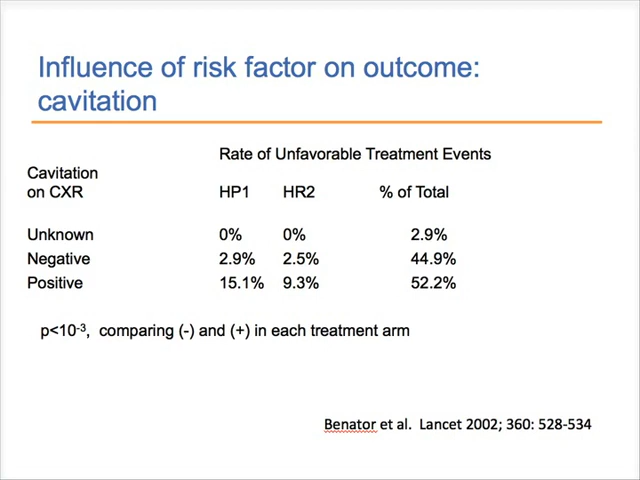 Influence of risk factor on outcome:
cavitation
Rate of Unfavorable Treatment Events
Cavitation
on CXR HP1 HR2 % of Total
Unknown 0% 0% 2.9%
Negative 2.9% 2.5% 44.9%
Positive 15.1% 9.3% 52.2%
p<10⁻³, comparing (-) and (+) in each treatment arm
Benator et al. Lancet 2002; 360: 528-534